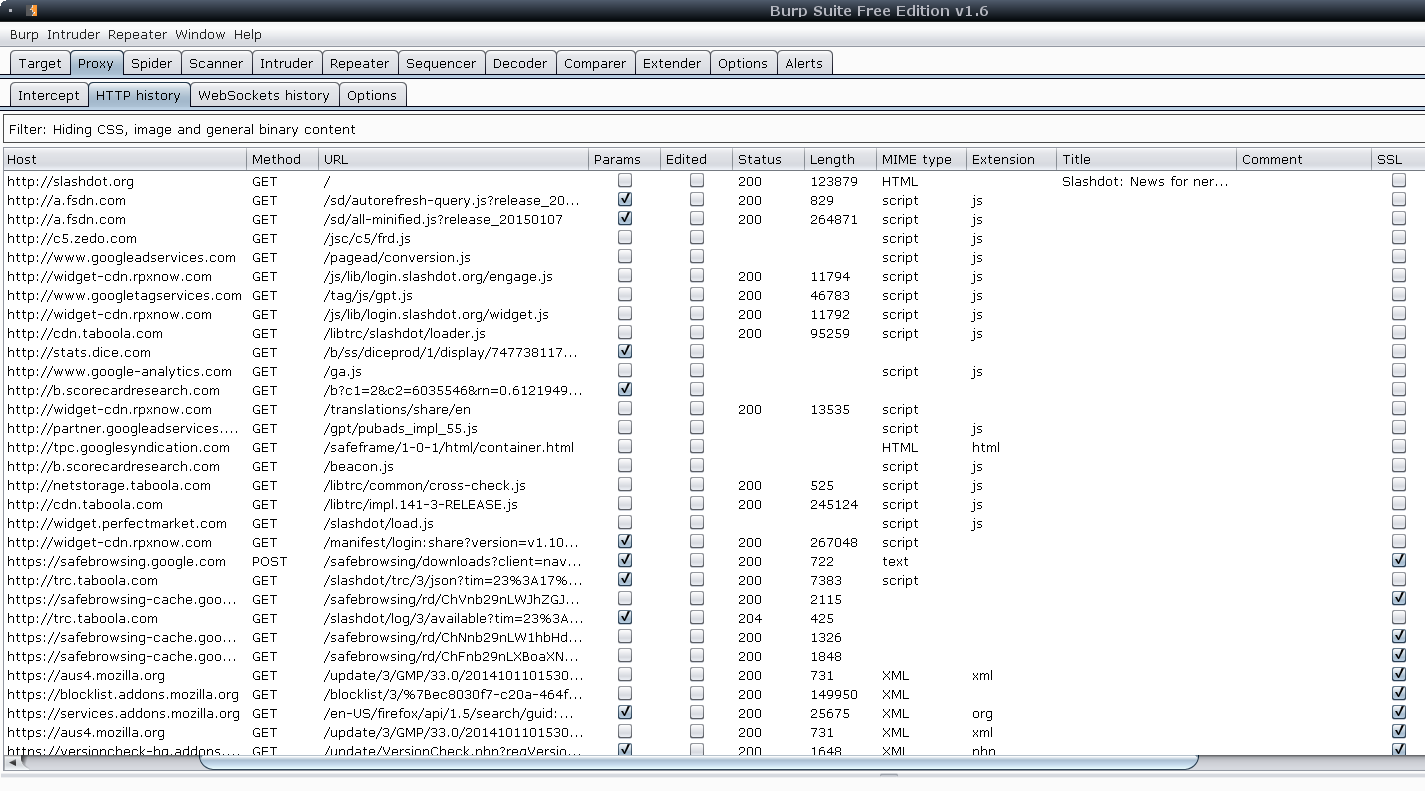 Burp Suite Free Edition v1.6
Burp Intruder Repeater Window Help
Target Proxy Spider Scanner Intruder Repeater Sequencer Decoder Comparer Extender Options Alerts
Intercept HTTP history WebSockets history Options
Filter: Hiding CSS, image and general binary content
Host Method URL Params Edited Status Length MIME type Extension Title Comment SSL
http://slashdot.org GET / 200 123879 HTML Slashdot: News for ner...
http://a.fsdn.com GET /sd/autorefresh-query.js?release_20... 200 829 script js
http://a.fsdn.com GET /sd/all-minified.js?release_20150107 200 264871 script js
http://c5.zedo.com GET /jsc/c5/frd.js script js
http://www.googleadservices.com GET /pagead/conversion.js script js
http://widget-cdn.rpxnow.com GET /js/lib/login.slashdot.org/engage.js 200 11794 script js
http://www.googletagservices.com GET /tag/js/gpt.js 200 46783 script js
http://widget-cdn.rpxnow.com GET /js/lib/login.slashdot.org/widget.js 200 11792 script js
http://cdn.taboola.com GET /libtrc/slashdot/loader.js 200 95259 script js
http://stats.dice.com GET /b/ss/diceprod/1/display/747738117...
http://www.google-analytics.com GET /ga.js script js
http://b.scorecardresearch.com GET /b?c1=2&c2=6035546&rn=0.6121949...
http://widget-cdn.rpxnow.com GET /translations/share/en 200 13535 script
http://partner.googleadservices.... GET /gpt/pubads_impl_55.js script js
http://tpc.googlesyndication.com GET /safeframe/1-0-1/html/container.html HTML html
http://b.scorecardresearch.com GET /beacon.js script js
http://netstorage.taboola.com GET /libtrc/common/cross-check.js 200 525 script js
http://cdn.taboola.com GET /libtrc/impl.141-3-RELEASE.js 200 245124 script js
http://widget.perfectmarket.com GET /slashdot/load.js script js
http://widget-cdn.rpxnow.com GET /manifest/login:share?version=v1.10... 200 267048 script
https://safebrowsing.google.com POST /safebrowsing/downloads?client=nav... 200 722 text
http://trc.taboola.com GET /slashdot/trc/3/json?tim=23%3A17%... 200 7383 script
https://safebrowsing-cache.goo... GET /safebrowsing/rd/ChVnb29nLWJhZGJ... 200 2115
http://trc.taboola.com GET /slashdot/log/3/available?tim=23%3A... 204 425
https://safebrowsing-cache.goo... GET /safebrowsing/rd/ChNnb29nLW1hbHd... 200 1326
https://safebrowsing-cache.goo... GET /safebrowsing/rd/ChFnb29nLXBoaXN... 200 1848
https://aus4.mozilla.org GET /update/3/GMP/33.0/2014101101530... 200 731 XML xml
https://blocklist.addons.mozilla.org GET /blocklist/3/%7Bec8030f7-c20a-464f... 200 149950 XML
https://services.addons.mozilla.org GET /en-US/firefox/api/1.5/search/guid:... 200 25675 XML org
https://aus4.mozilla.org GET /update/3/GMP/33.0/2014101101530... 200 731 XML xml
https://versioncheck-bg.addons.... GET /update/VersionCheck.php?reqVersio... 200 1648 XML php